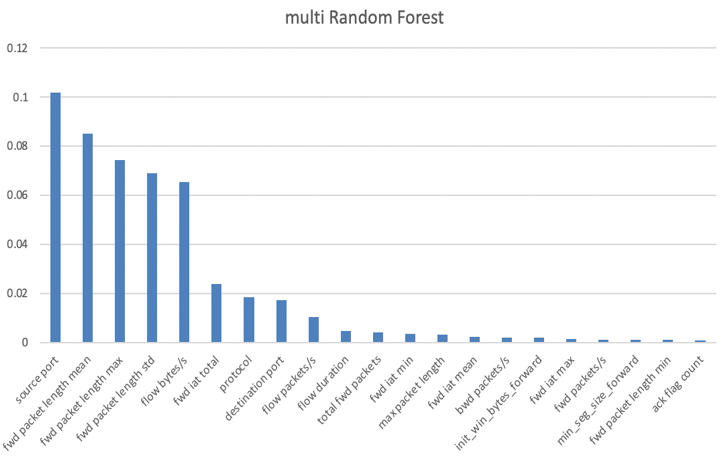 multi Random Forest
0.12
0.1
0.08
0.06
0.04
0.02
0
source port
fwd packet length mean
fwd packet length max
fwd packet length std
flow bytes/s
fwd iat total
protocol
destination port
flow packets/s
flow duration
total fwd packets
fwd iat min
max packet length
fwd iat mean
bwd packets/s
init_win_bytes_forward
fwd iat max
fwd packets/s
min_seg_size_forward
fwd packet length min
ack flag count